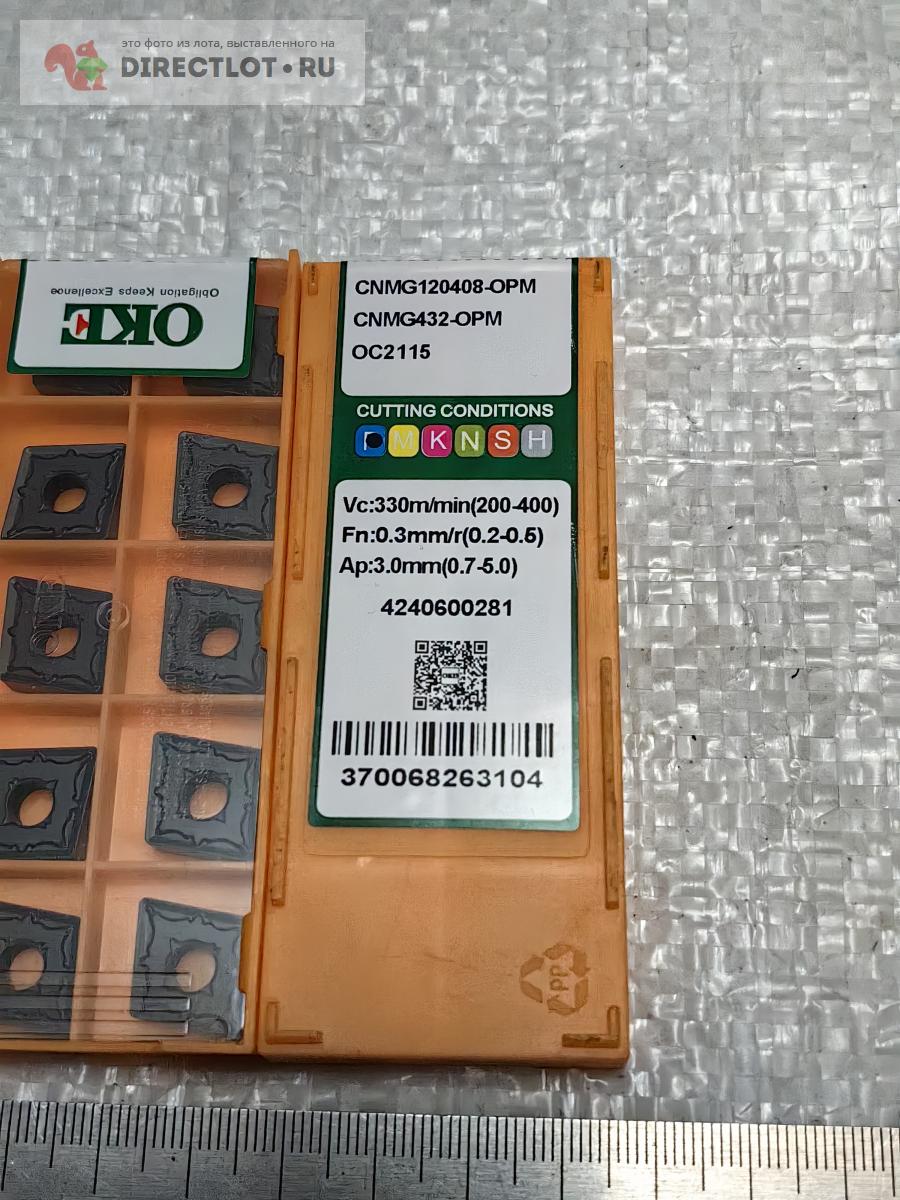 это фото из лота, выставленного на
DIRECTLOT.RU
Obligation Keeps Excellence
OKE
CNMG120408-OPM
CNMG432-OPM
OC2115
CUTTING CONDITIONS
P M K N S H
Vc:330m/min(200-400)
Fn:0.3mm/r(0.2-0.5)
Ap:3.0mm(0.7-5.0)
4240600281
370068263104
PP